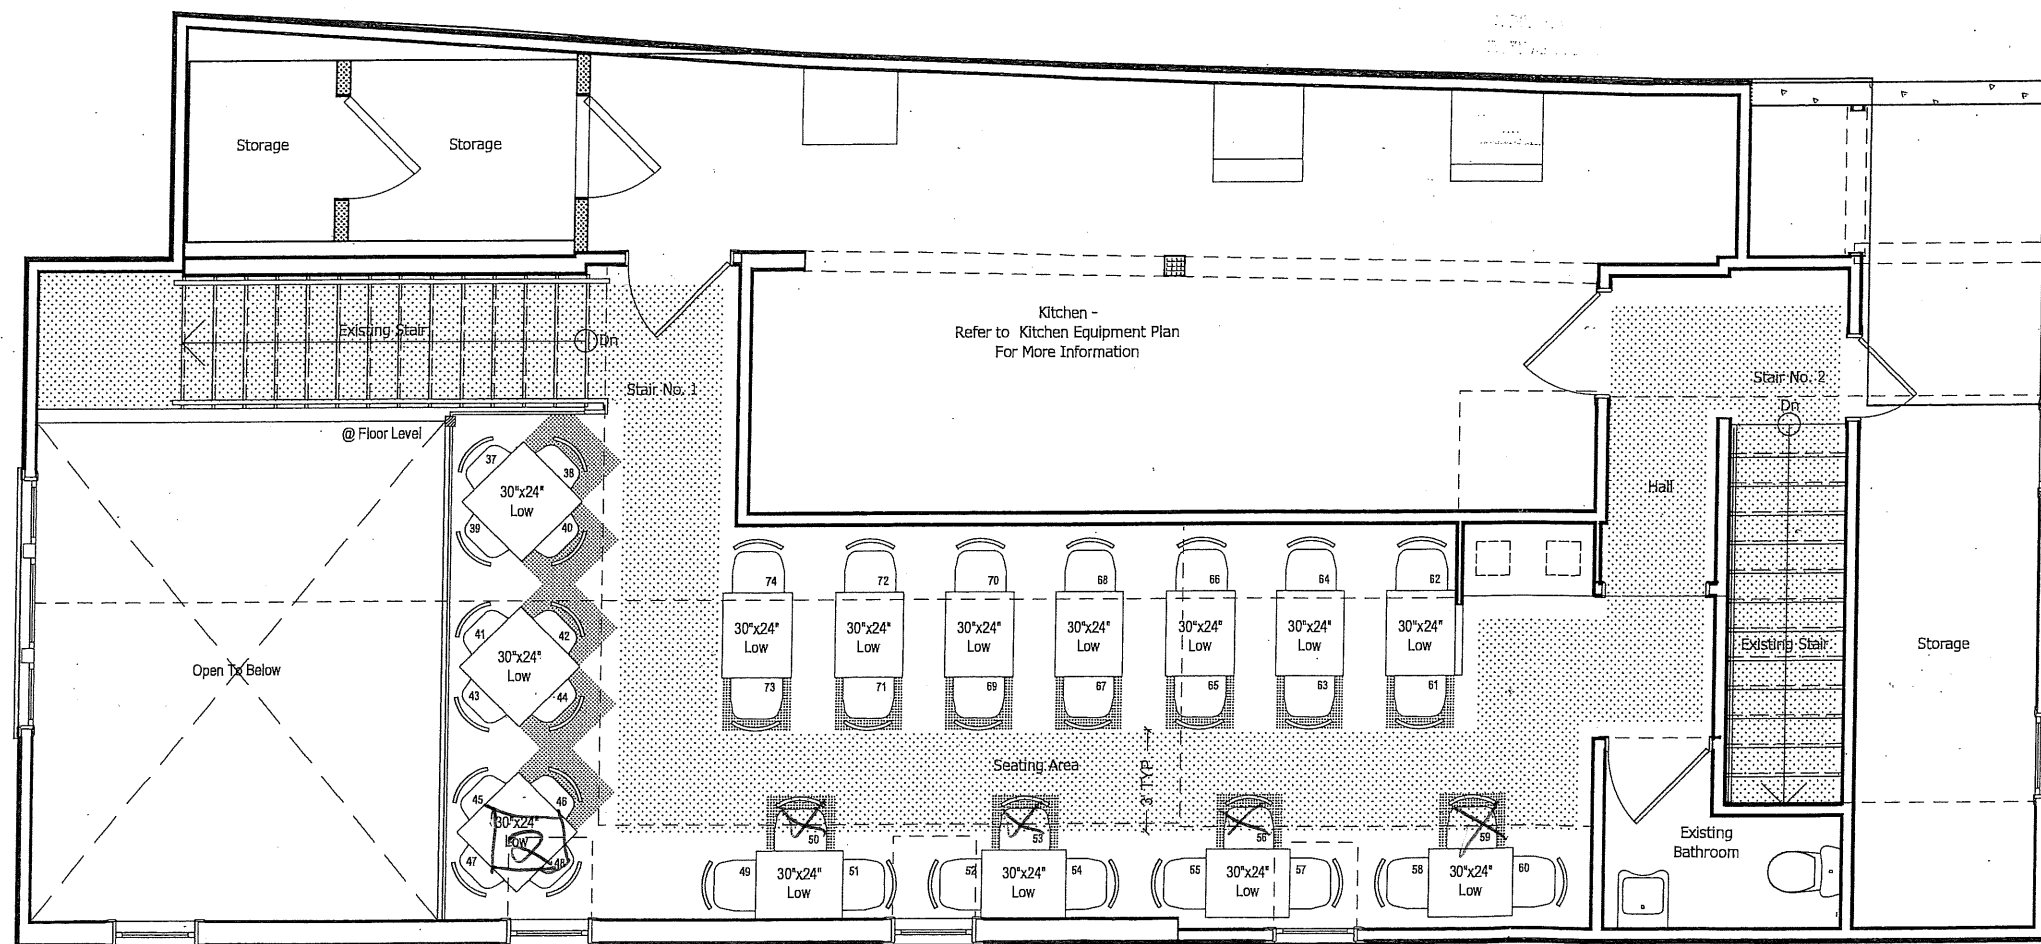 Storage
Storage
Kitchen -
Refer to Kitchen Equipment Plan
For More Information
Existing Stair
Dn
Stair No. 1
Stair No. 2
Dn
@ Floor Level
Hall
37
38
30"x24"
Low
39
40
74
72
70
68
66
64
62
41
42
30"x24"
Low
43
44
30"x24"
Low
30"x24"
Low
30"x24"
Low
30"x24"
Low
30"x24"
Low
30"x24"
Low
30"x24"
Low
73
71
69
67
65
63
61
Open To Below
Existing Stair
Storage
Seating Area
3' TYP
45
46
30"x24"
Low
47
48
50
53
56
59
49
30"x24"
Low
51
52
30"x24"
Low
54
55
30"x24"
Low
57
58
30"x24"
Low
60
Existing
Bathroom